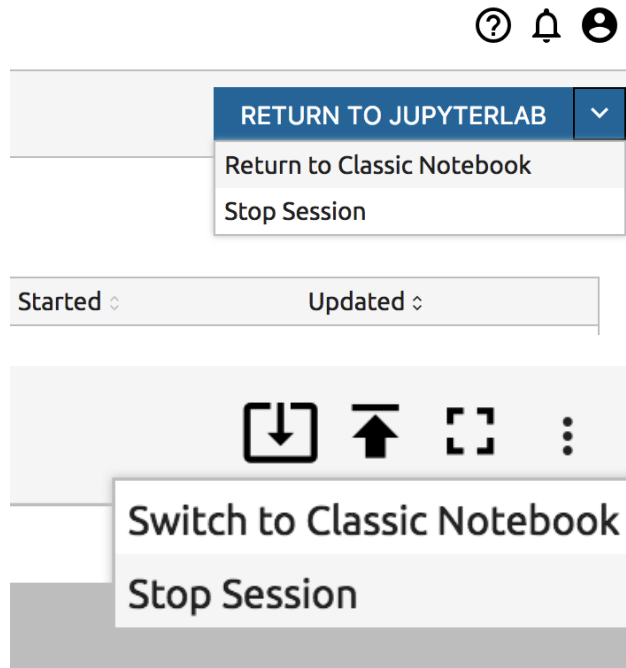 RETURN TO JUPYTERLAB
Return to Classic Notebook
Stop Session
Started Updated
Switch to Classic Notebook
Stop Session